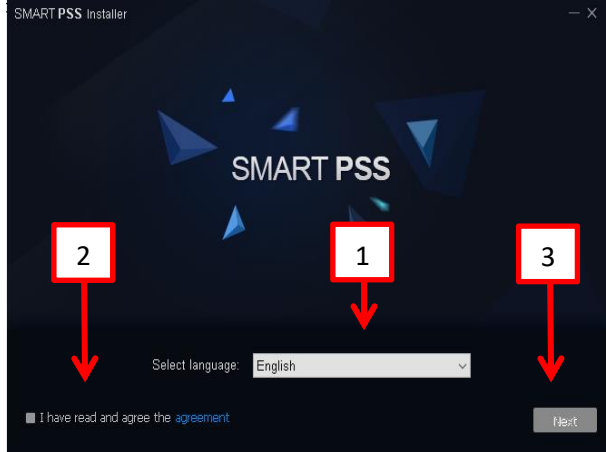 SMART PSS Installer
SMART PSS
2
1
3
Select language: English
I have read and agree the agreement
Next